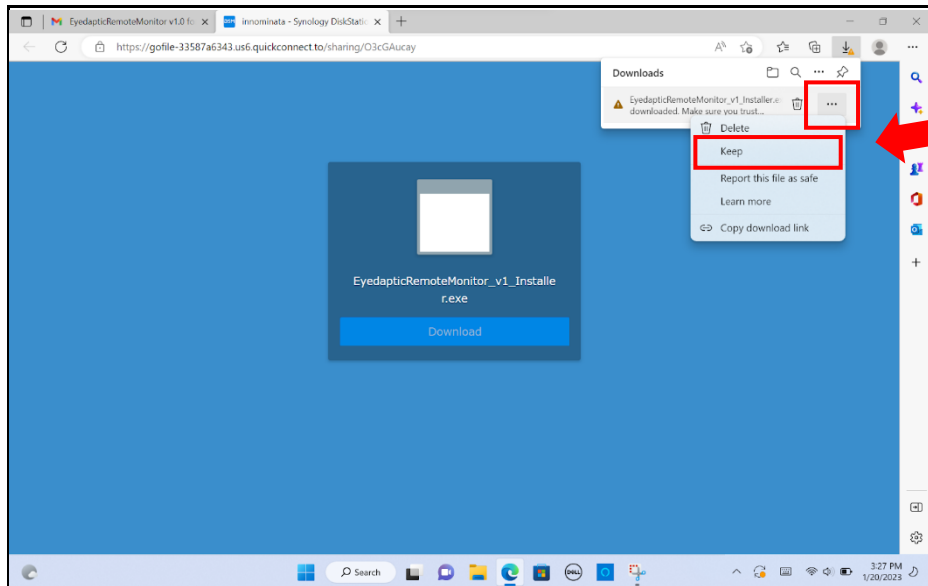 EyedapticRemoteMonitor v1.0 fo
innominata - Synology DiskStatio
https://gofile-33587a6343.us6.quickconnect.to/sharing/O3cGAucay
Downloads
EyedapticRemoteMonitor_v1_Installer.e
downloaded. Make sure you trust...
Delete
Keep
Report this file as safe
Learn more
Copy download link
EyedapticRemoteMonitor_v1_Installe
r.exe
Download
Search
DELL
3:27 PM
1/20/2023